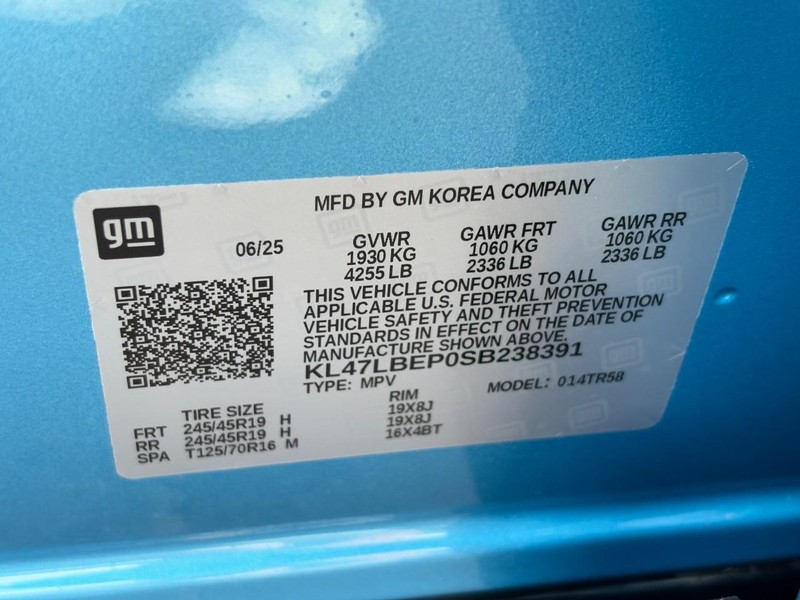 gm
MFD BY GM KOREA COMPANY
06/25
GVWR
1930 KG
4255 LB
GAWR FRT
1060 KG
2336 LB
GAWR RR
1060 KG
2336 LB
THIS VEHICLE CONFORMS TO ALL
APPLICABLE U.S. FEDERAL MOTOR
VEHICLE SAFETY AND THEFT PREVENTION
STANDARDS IN EFFECT ON THE DATE OF
MANUFACTURE SHOWN ABOVE.
KL47LBEP0SB238391
TYPE: MPV MODEL: 014TR58
TIRE SIZE RIM
FRT 245/45R19 H 19X8J
RR 245/45R19 H 19X8J
SPA T125/70R16 M 16X4BT